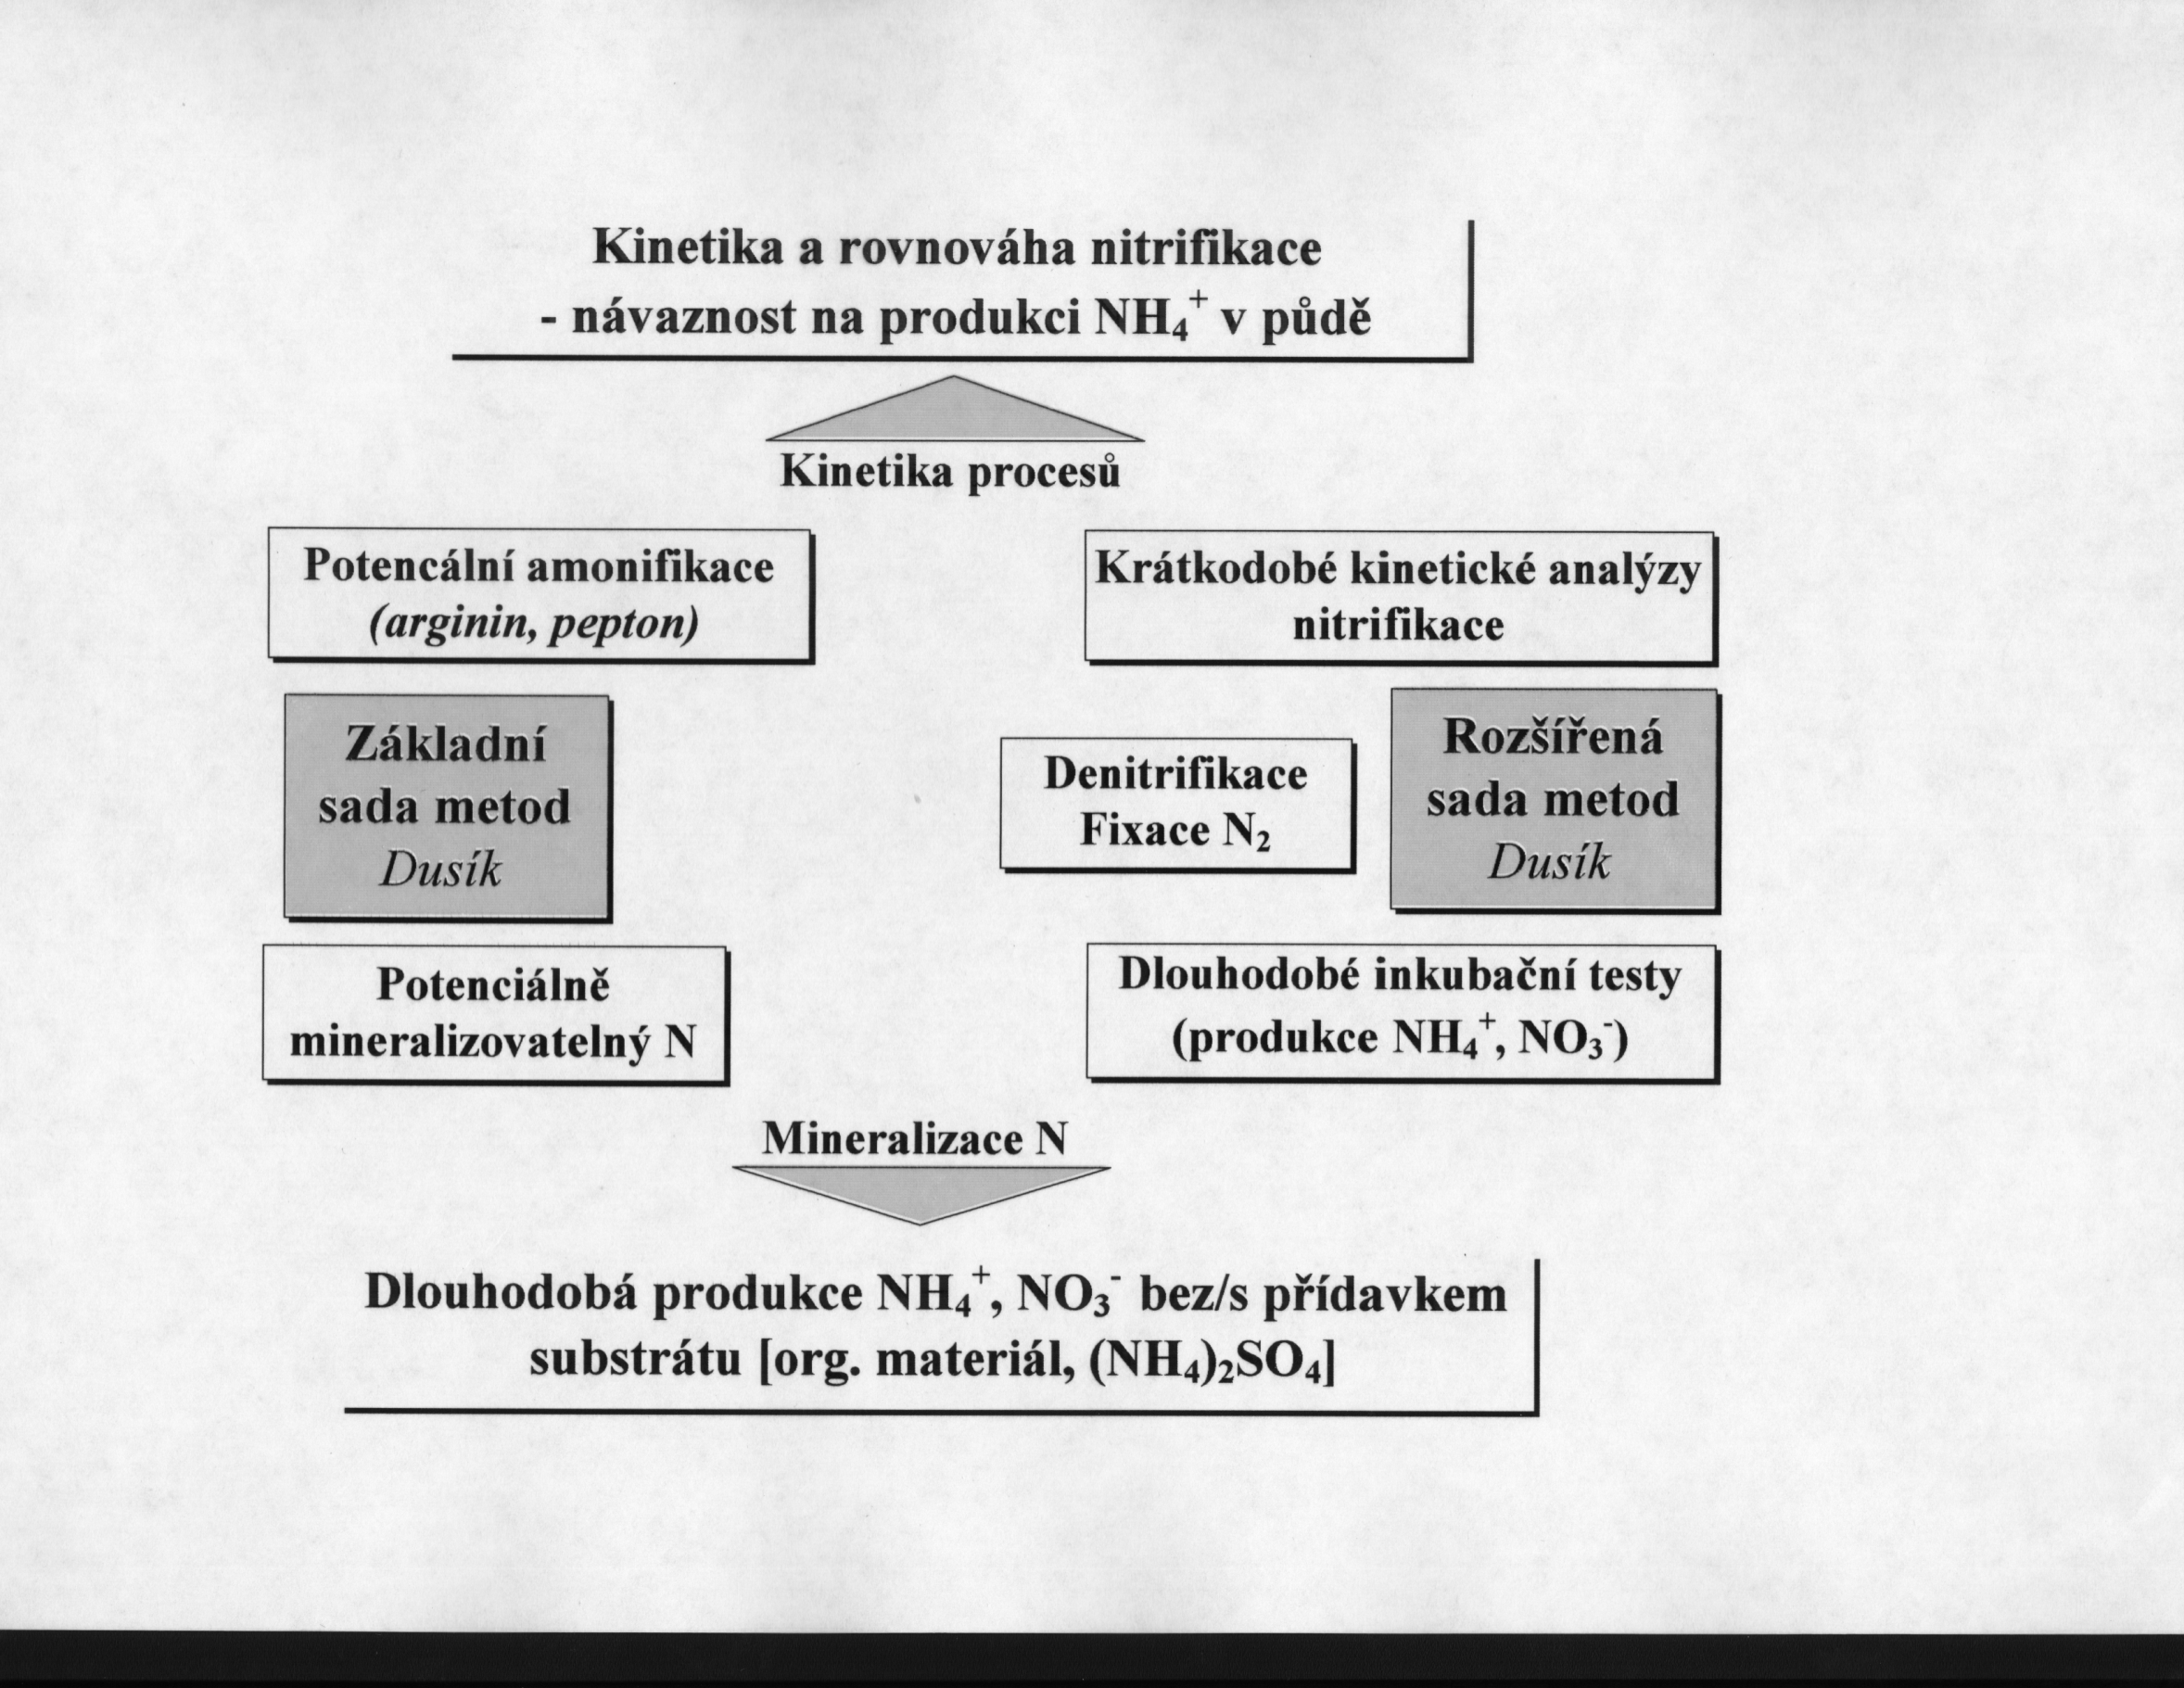 Kinetika a rovnováha nitrifikace
- návaznost na produkci NH₄⁺ v půdě
Kinetika procesů
Potencální amonifikace
(arginin, pepton)
Krátkodobé kinetické analýzy
nitrifikace
Základní
sada metod
Dusík
Denitrifikace
Fixace N₂
Rozšířená
sada metod
Dusík
Potenciálně
mineralizovatelný N
Dlouhodobé inkubační testy
(produkce NH₄⁺, NO₃⁻)
Mineralizace N
Dlouhodobá produkce NH₄⁺, NO₃⁻ bez/s přídavkem
substrátu [org. materiál, (NH₄)₂SO₄]